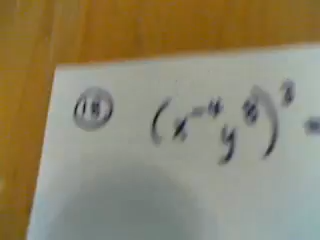 (18) (x⁻⁴y⁸)³ =